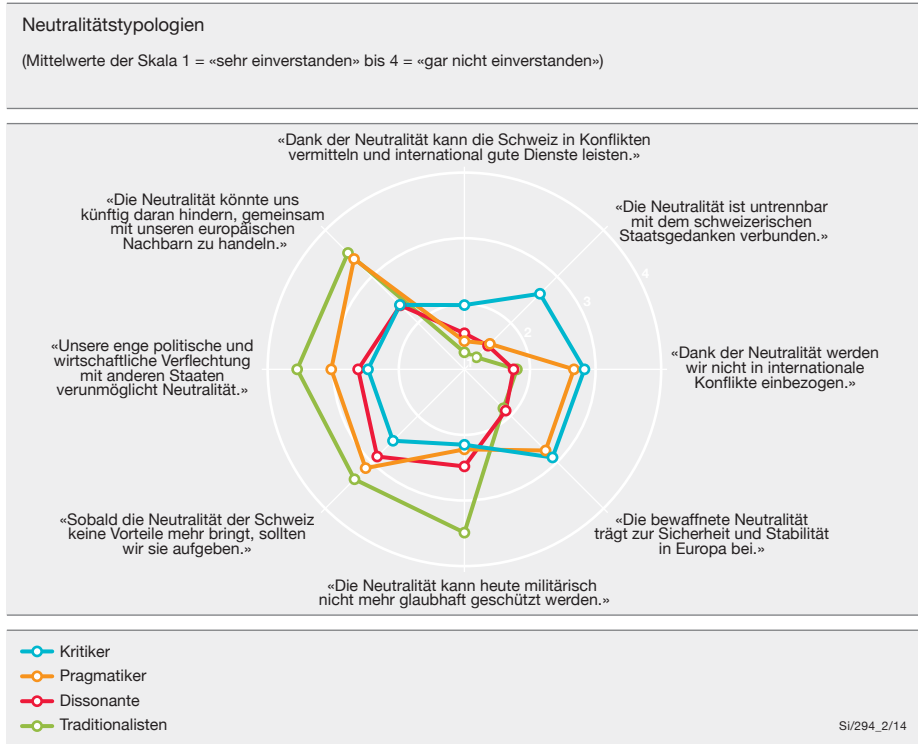 Neutralitätstypologien
(Mittelwerte der Skala 1 = «sehr einverstanden» bis 4 = «gar nicht einverstanden»)
«Dank der Neutralität kann die Schweiz in Konflikten
vermitteln und international gute Dienste leisten.»
«Die Neutralität könnte uns
künftig daran hindern, gemeinsam
mit unseren europäischen
Nachbarn zu handeln.»
«Die Neutralität ist untrennbar
mit dem schweizerischen
Staatsgedanken verbunden.»
4
3
2
«Unsere enge politische und
wirtschaftliche Verflechtung
mit anderen Staaten
verunmöglicht Neutralität.»
«Dank der Neutralität werden
wir nicht in internationale
Konflikte einbezogen.»
«Sobald die Neutralität der Schweiz
keine Vorteile mehr bringt, sollten
wir sie aufgeben.»
«Die bewaffnete Neutralität
trägt zur Sicherheit und Stabilität
in Europa bei.»
«Die Neutralität kann heute militärisch
nicht mehr glaubhaft geschützt werden.»
Kritiker
Pragmatiker
Dissonante
Traditionalisten
Si/294_2/14